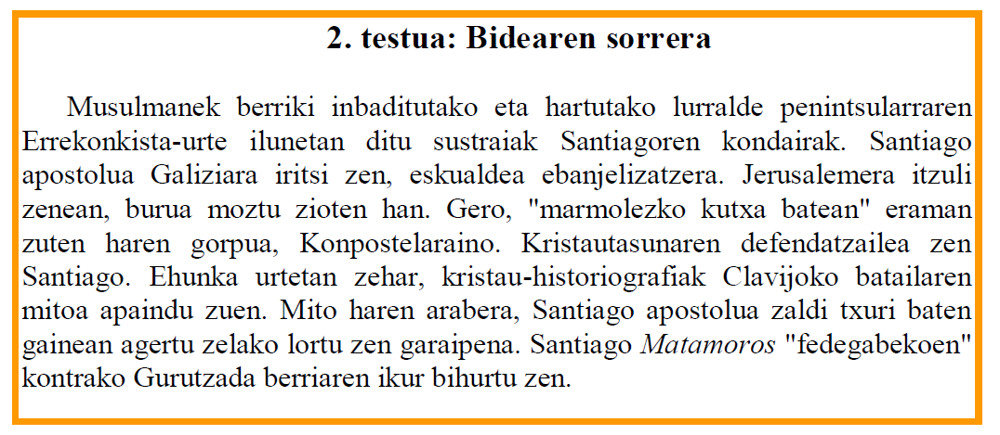 2. testua: Bidearen sorrera
Musulmanek berriki inbaditutako eta hartutako lurralde penintsularraren
Errekonkista-urte ilunetan ditu sustraiak Santiagoren kondairak. Santiago
apostolua Galiziara iritsi zen, eskualdea ebanjelizatzera. Jerusalemera itzuli
zenean, burua moztu zioten han. Gero, "marmolezko kutxa batean" eraman
zuten haren gorpua, Konpostelaraino. Kristautasunaren defendatzailea zen
Santiago. Ehunka urtetan zehar, kristau-historiografiak Clavijoko batailaren
mitoa apaindu zuen. Mito haren arabera, Santiago apostolua zaldi txuri baten
gainean agertu zelako lortu zen garaipena. Santiago Matamoros "fedegabekoen"
kontrako Gurutzada berriaren ikur bihurtu zen.